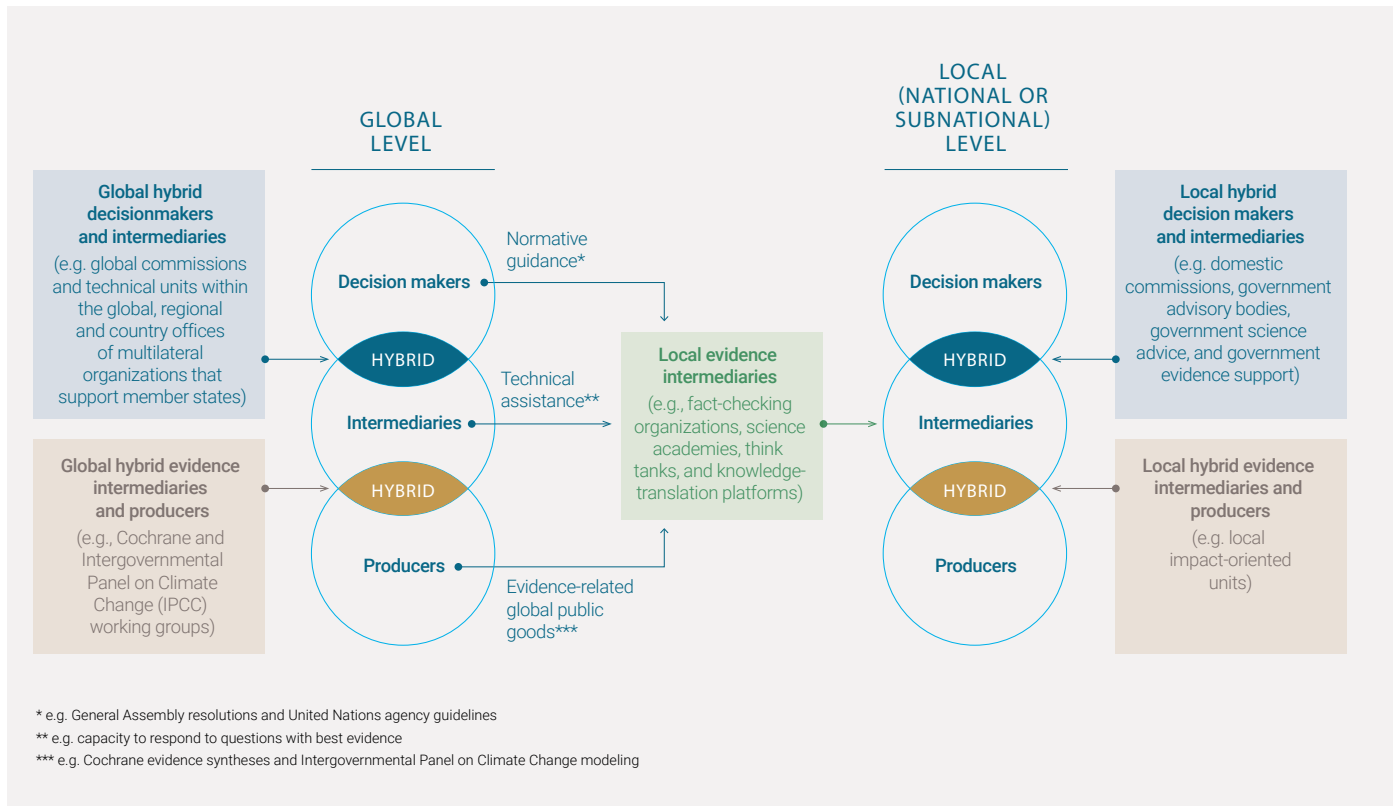 GLOBAL
LEVEL
LOCAL
(NATIONAL OR
SUBNATIONAL)
LEVEL
Global hybrid
decisionmakers
and intermediaries
(e.g. global commissions
and technical units within
the global, regional
and country offices
of multilateral
organizations that
support member states)
Global hybrid evidence
intermediaries
and producers
(e.g., Cochrane and
Intergovernmental
Panel on Climate
Change (IPCC)
working groups)
Decision makers
HYBRID
Intermediaries
HYBRID
Producers
Normative
guidance*
Technical
assistance**
Evidence-related
global public
goods***
Local evidence
intermediaries
(e.g., fact-checking
organizations, science
academies, think
tanks, and knowledge-
translation platforms)
Decision makers
HYBRID
Intermediaries
HYBRID
Producers
Local hybrid
decision makers
and intermediaries
(e.g. domestic
commissions, government
advisory bodies,
government science
advice, and government
evidence support)
Local hybrid evidence
intermediaries and
producers
(e.g. local
impact-oriented
units)
* e.g. General Assembly resolutions and United Nations agency guidelines
** e.g. capacity to respond to questions with best evidence
*** e.g. Cochrane evidence syntheses and Intergovernmental Panel on Climate Change modeling